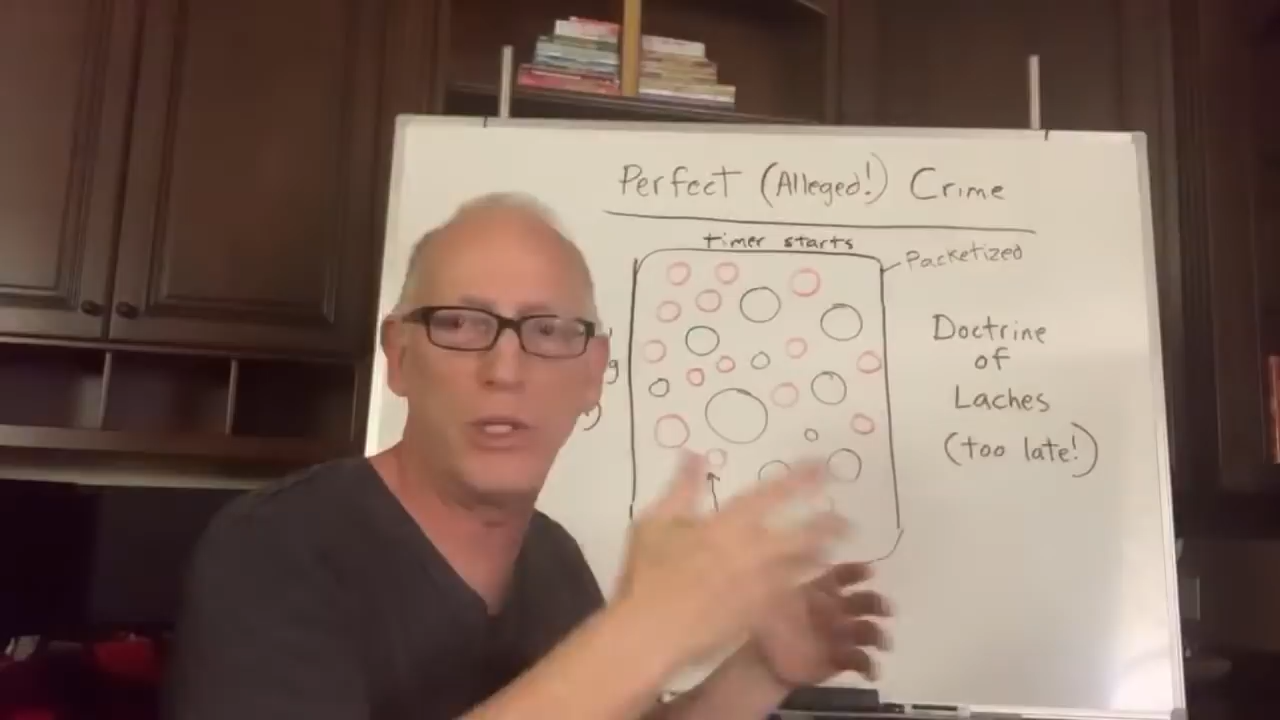 Perfect (Alleged!) Crime
timer starts
Packetized
Doctrine
of
Laches
(too late!)